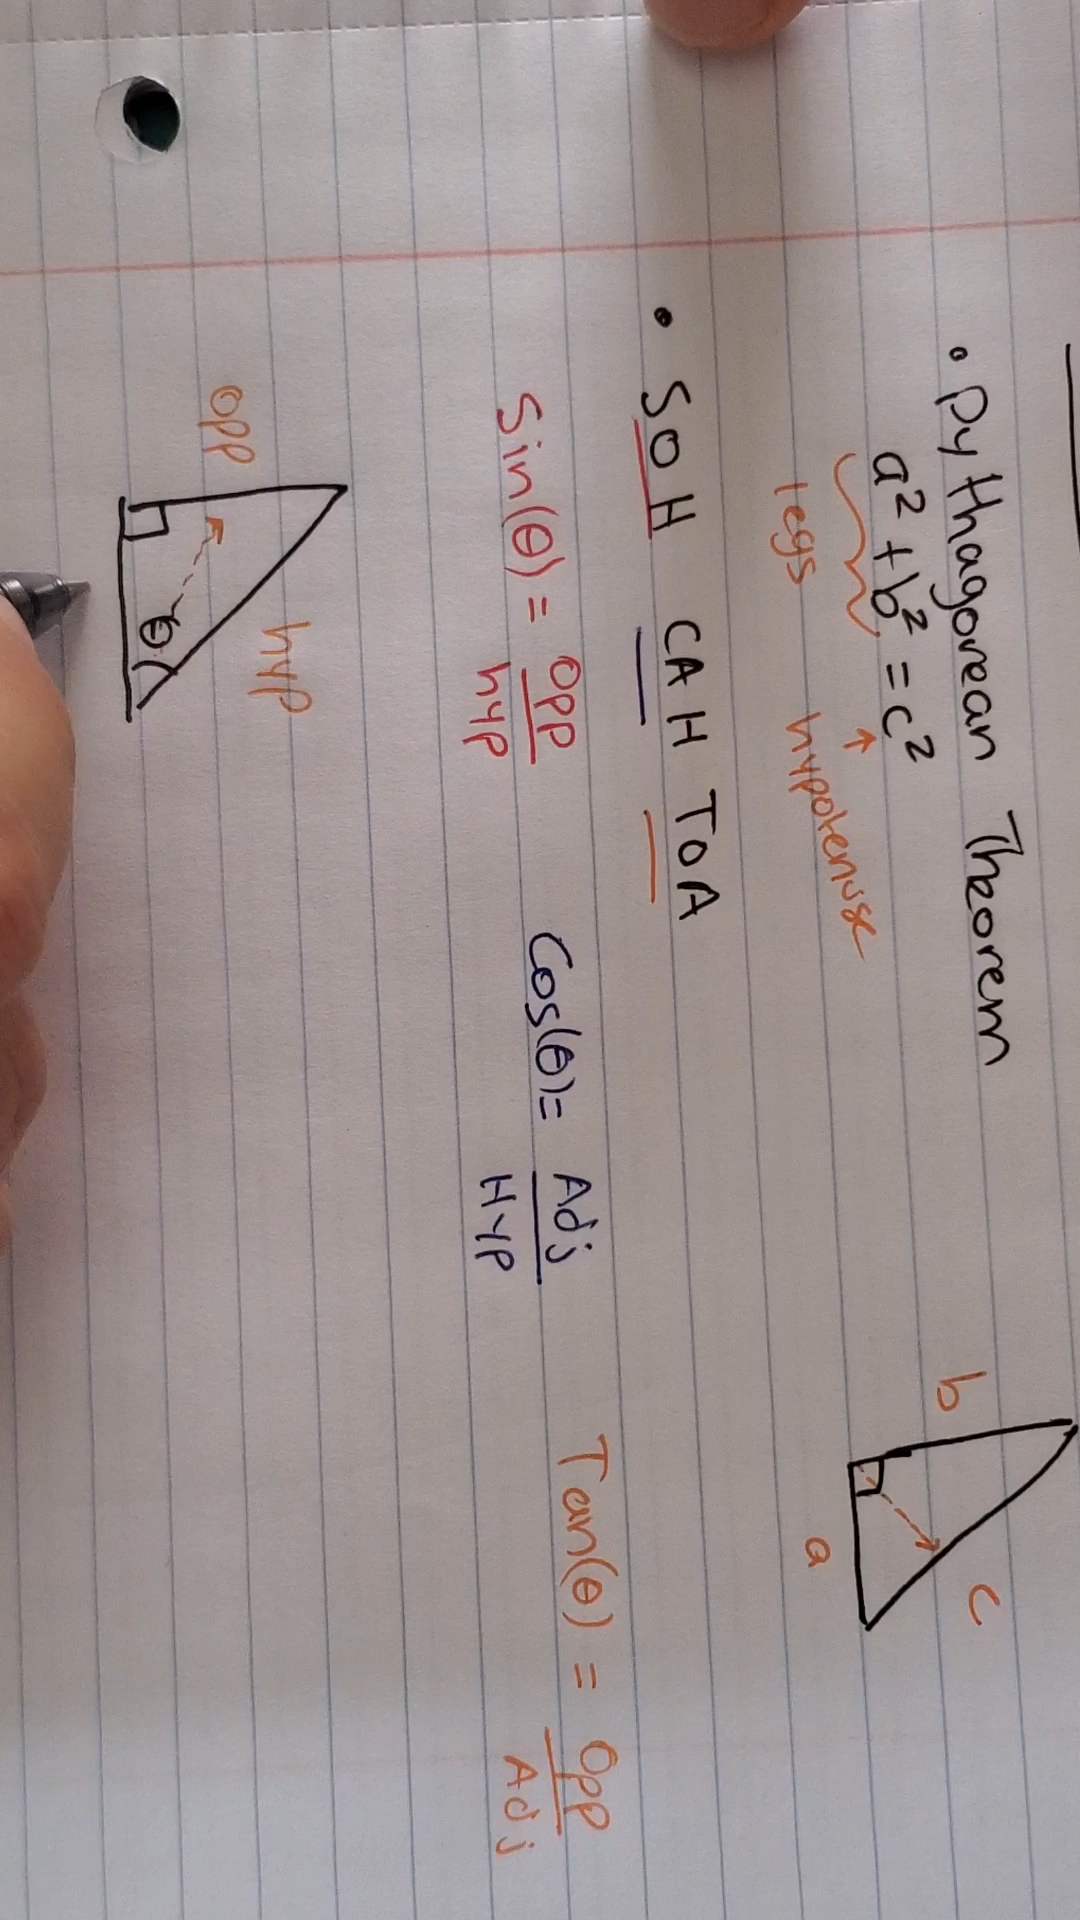 • Pythagorean Theorem
a² + b² = c²
legs
hypotenuse
b
c
a
• SOH CAH TOA
Sin(θ) = opp/hyp
Cos(θ) = Adj/Hyp
Tan(θ) = Opp/Adj
opp
hyp
θ